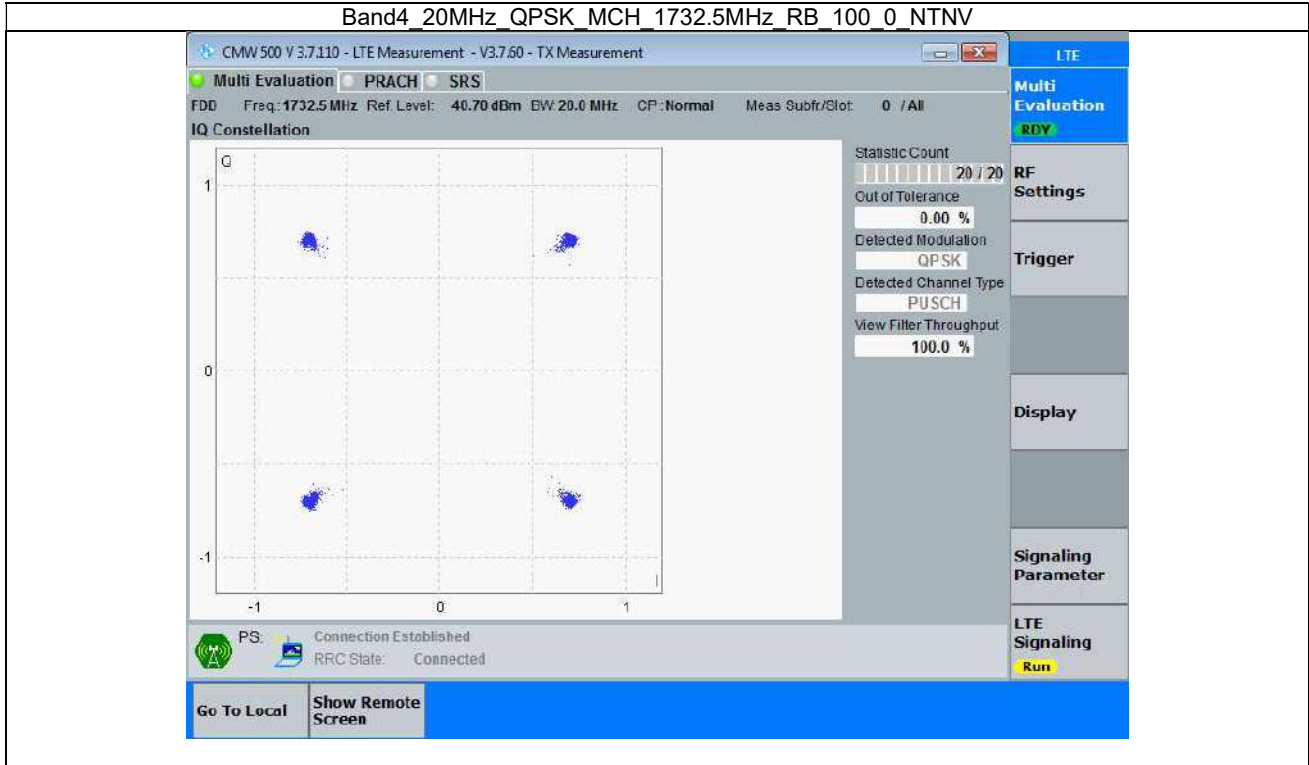 Band4_20MHz_QPSK_MCH_1732.5MHz_RB_100_0_NTNV
CMW 500 V 3.7.110 - LTE Measurement - V3.7.60 - TX Measurement
LTE
Multi Evaluation PRACH SRS
Multi
Evaluation
RDY
FDD Freq.: 1732.5 MHz Ref. Level: 40.70 dBm BW: 20.0 MHz CP: Normal Meas Subfr./Slot: 0 / All
IQ Constellation
Q
1
0
-1
-1 0 1
I
Statistic Count
20 / 20
Out of Tolerance
0.00 %
Detected Modulation
QPSK
Detected Channel Type
PUSCH
View Filter Throughput
100.0 %
RF
Settings
Trigger
Display
Signaling
Parameter
LTE
Signaling
Run
PS: Connection Established
RRC State: Connected
Go To Local
Show Remote
Screen